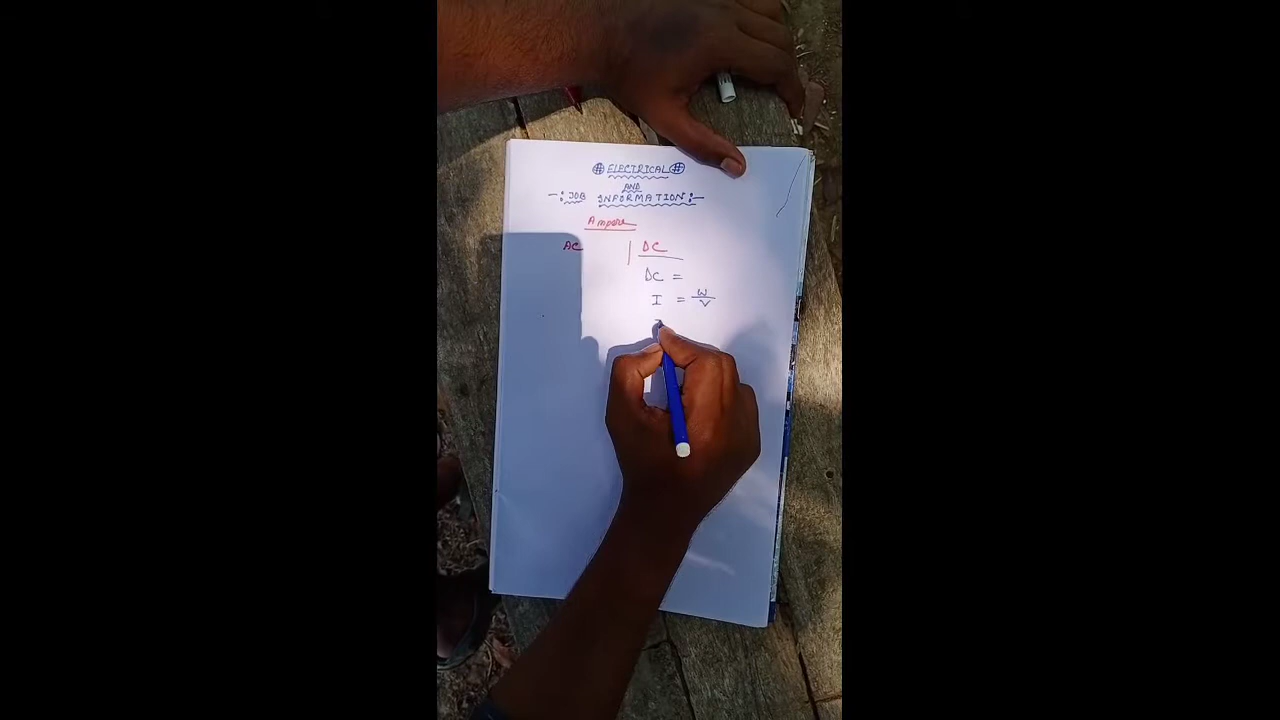 ELECTRICAL
AND
-: JOB INFORMATION :-
Ampere
AC | DC
DC =
I = W/V